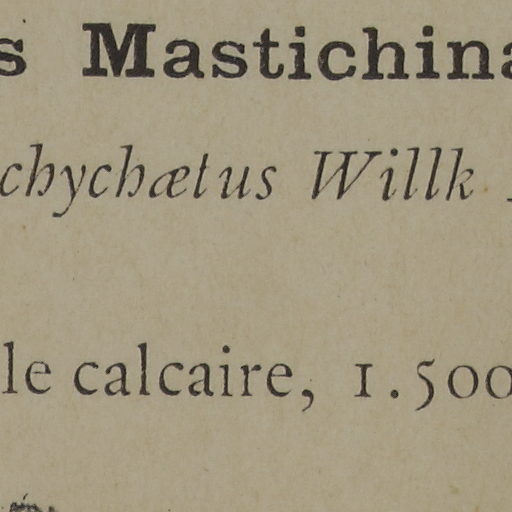 s Mastichina
chychætus Willk
le calcaire, 1.500